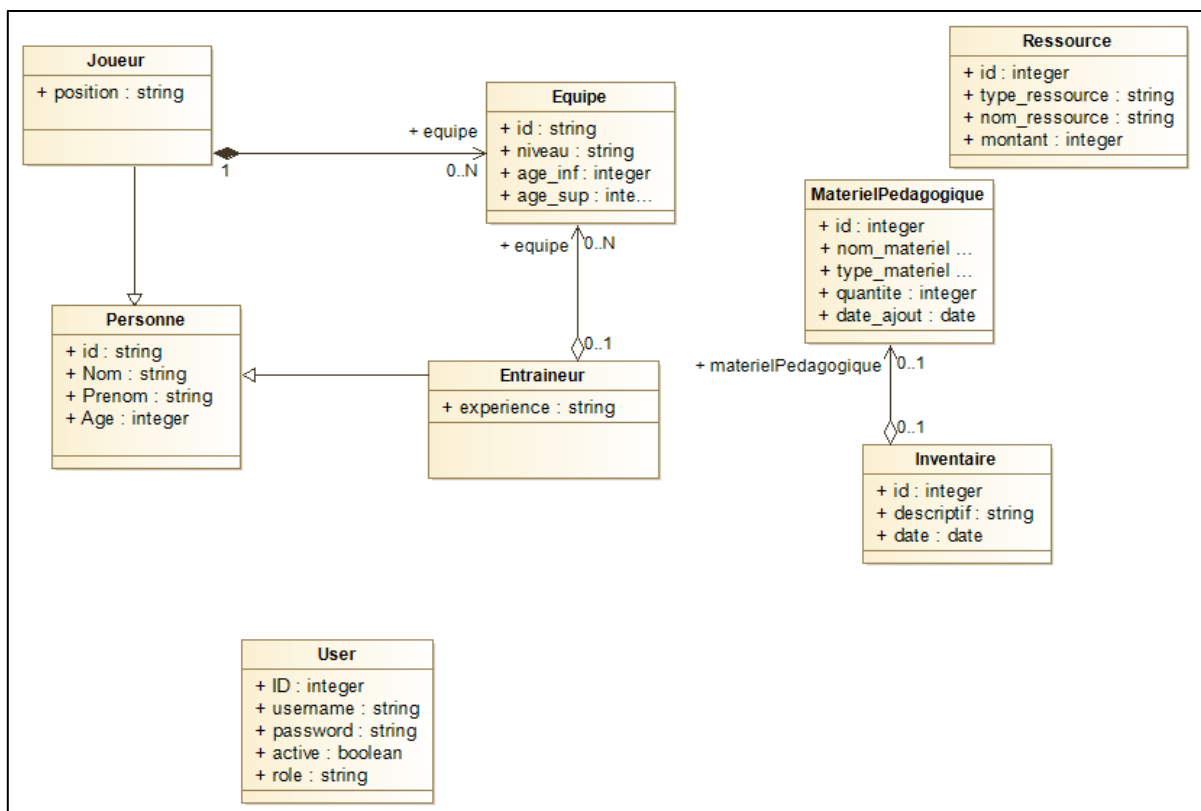 Joueur
+ position : string
+ equipe
1
0..N
Equipe
+ id : string
+ niveau : string
+ age_inf : integer
+ age_sup : inte...
Ressource
+ id : integer
+ type_ressource : string
+ nom_ressource : string
+ montant : integer
MaterielPedagogique
+ id : integer
+ nom_materiel ...
+ type_materiel ...
+ quantite : integer
+ date_ajout : date
+ equipe
0..N
Personne
+ id : string
+ Nom : string
+ Prenom : string
+ Age : integer
0..1
Entraineur
+ experience : string
+ materielPedagogique
0..1
0..1
Inventaire
+ id : integer
+ descriptif : string
+ date : date
User
+ ID : integer
+ username : string
+ password : string
+ active : boolean
+ role : string